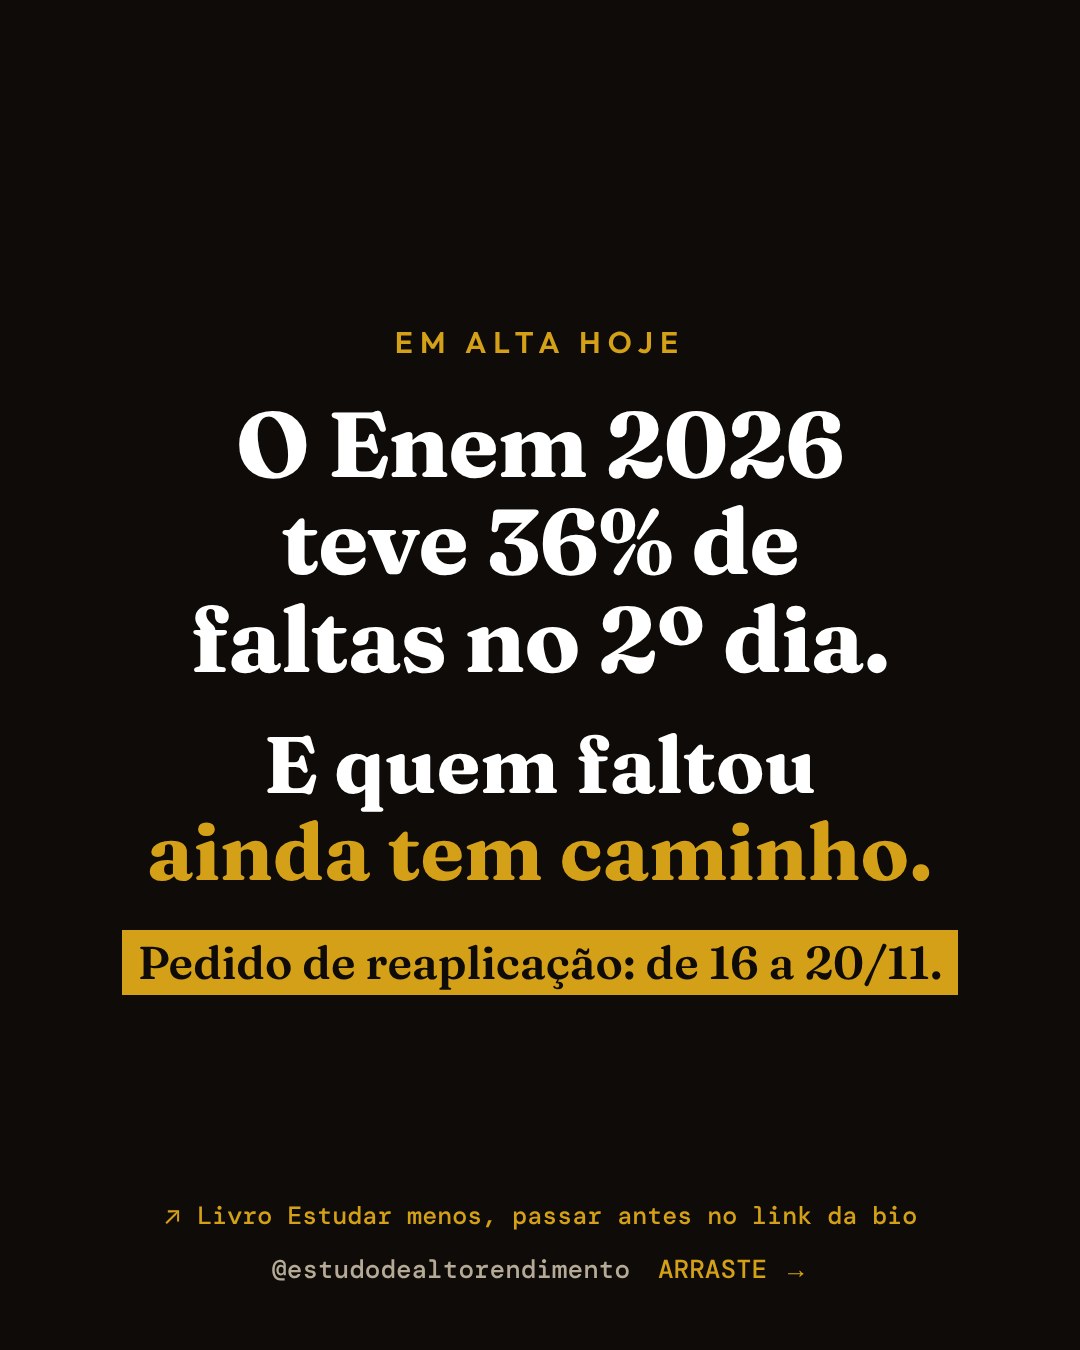 EM ALTA HOJE
O Enem 2026
teve 36% de
faltas no 2º dia.
E quem faltou
ainda tem caminho.
Pedido de reaplicação: de 16 a 20/11.
↗ Livro Estudar menos, passar antes no link da bio
@estudodealtorendimento ARRASTE →